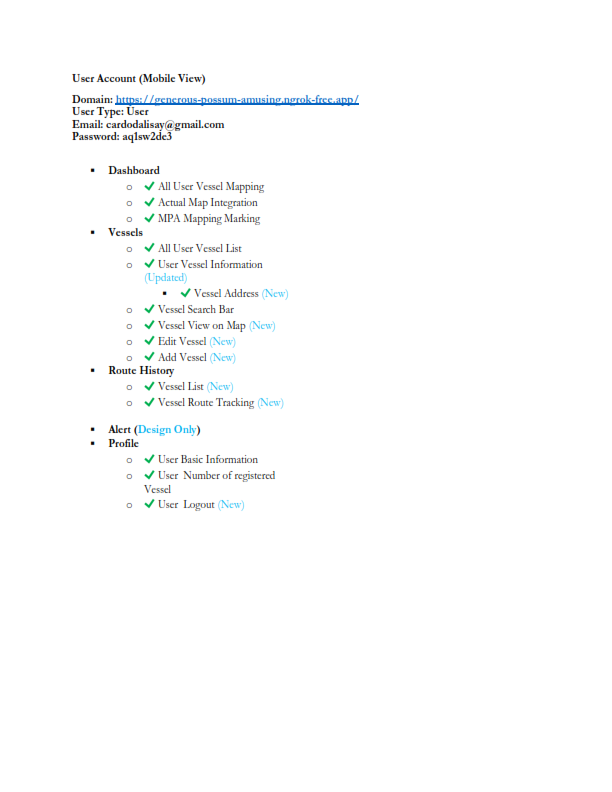 User Account (Mobile View)
Domain: https://generous-possum-amusing.ngrok-free.app/
User Type: User
Email: cardodalisay@gmail.com
Password: aq1sw2de3
▪ Dashboard
o ✔ All User Vessel Mapping
o ✔ Actual Map Integration
o ✔ MPA Mapping Marking
▪ Vessels
o ✔ All User Vessel List
o ✔ User Vessel Information
(Updated)
▪ ✔ Vessel Address (New)
o ✔ Vessel Search Bar
o ✔ Vessel View on Map (New)
o ✔ Edit Vessel (New)
o ✔ Add Vessel (New)
▪ Route History
o ✔ Vessel List (New)
o ✔ Vessel Route Tracking (New)
▪ Alert (Design Only)
▪ Profile
o ✔ User Basic Information
o ✔ User Number of registered
Vessel
o ✔ User Logout (New)